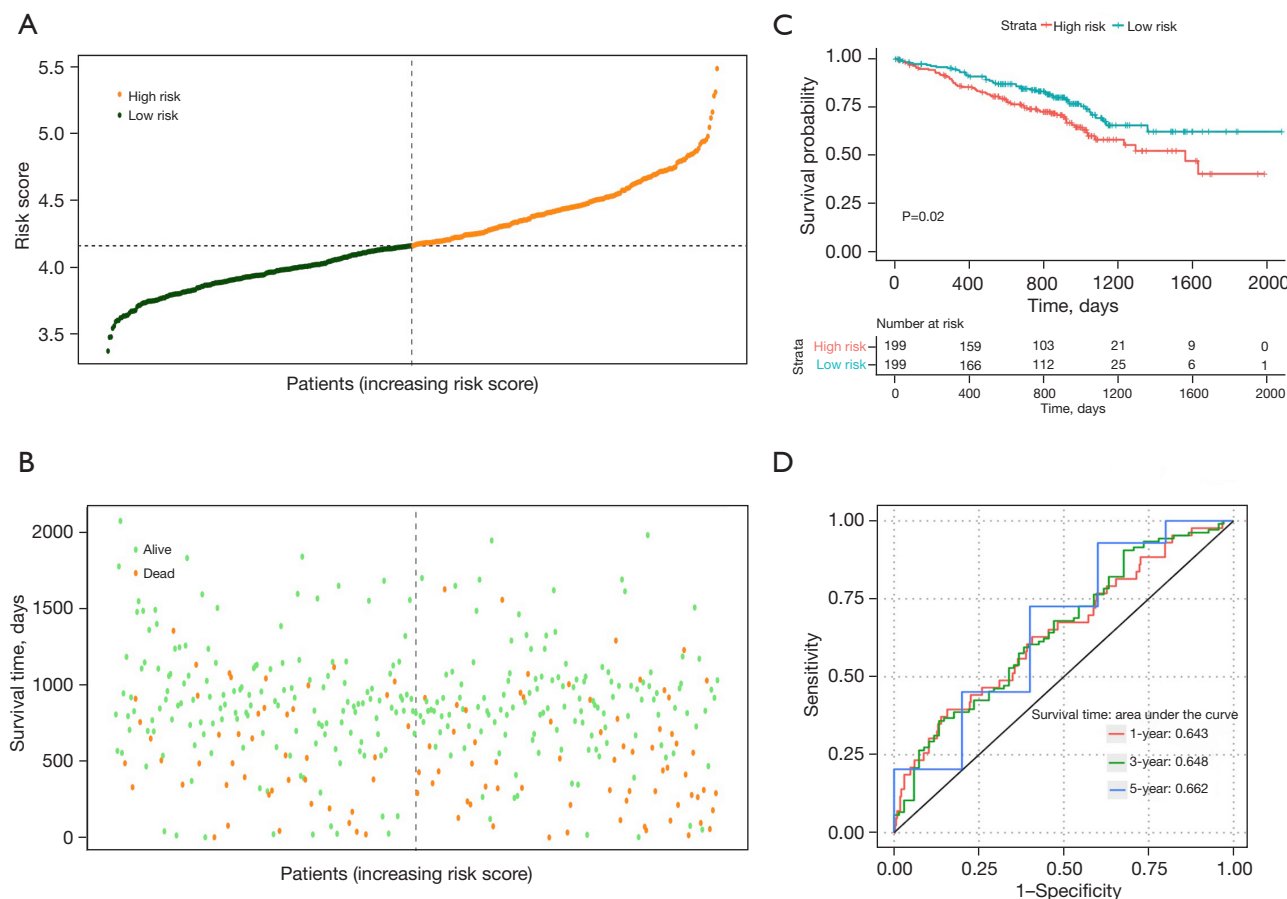 A
5.5
5.0
4.5
4.0
3.5
Risk score
High risk
Low risk
Patients (increasing risk score)
B
2000
1500
1000
500
0
Survival time, days
Alive
Dead
Patients (increasing risk score)
C
Strata High risk Low risk
1.00
0.75
0.50
0.25
0.00
Survival probability
P=0.02
0 400 800 1200 1600 2000
Time, days
Number at risk
Strata
High risk 199 159 103 21 9 0
Low risk 199 166 112 25 6 1
0 400 800 1200 1600 2000
Time, days
D
1.00
0.75
0.50
0.25
0.00
Sensitivity
Survival time: area under the curve
1-year: 0.643
3-year: 0.648
5-year: 0.662
0.00 0.25 0.50 0.75 1.00
1–Specificity